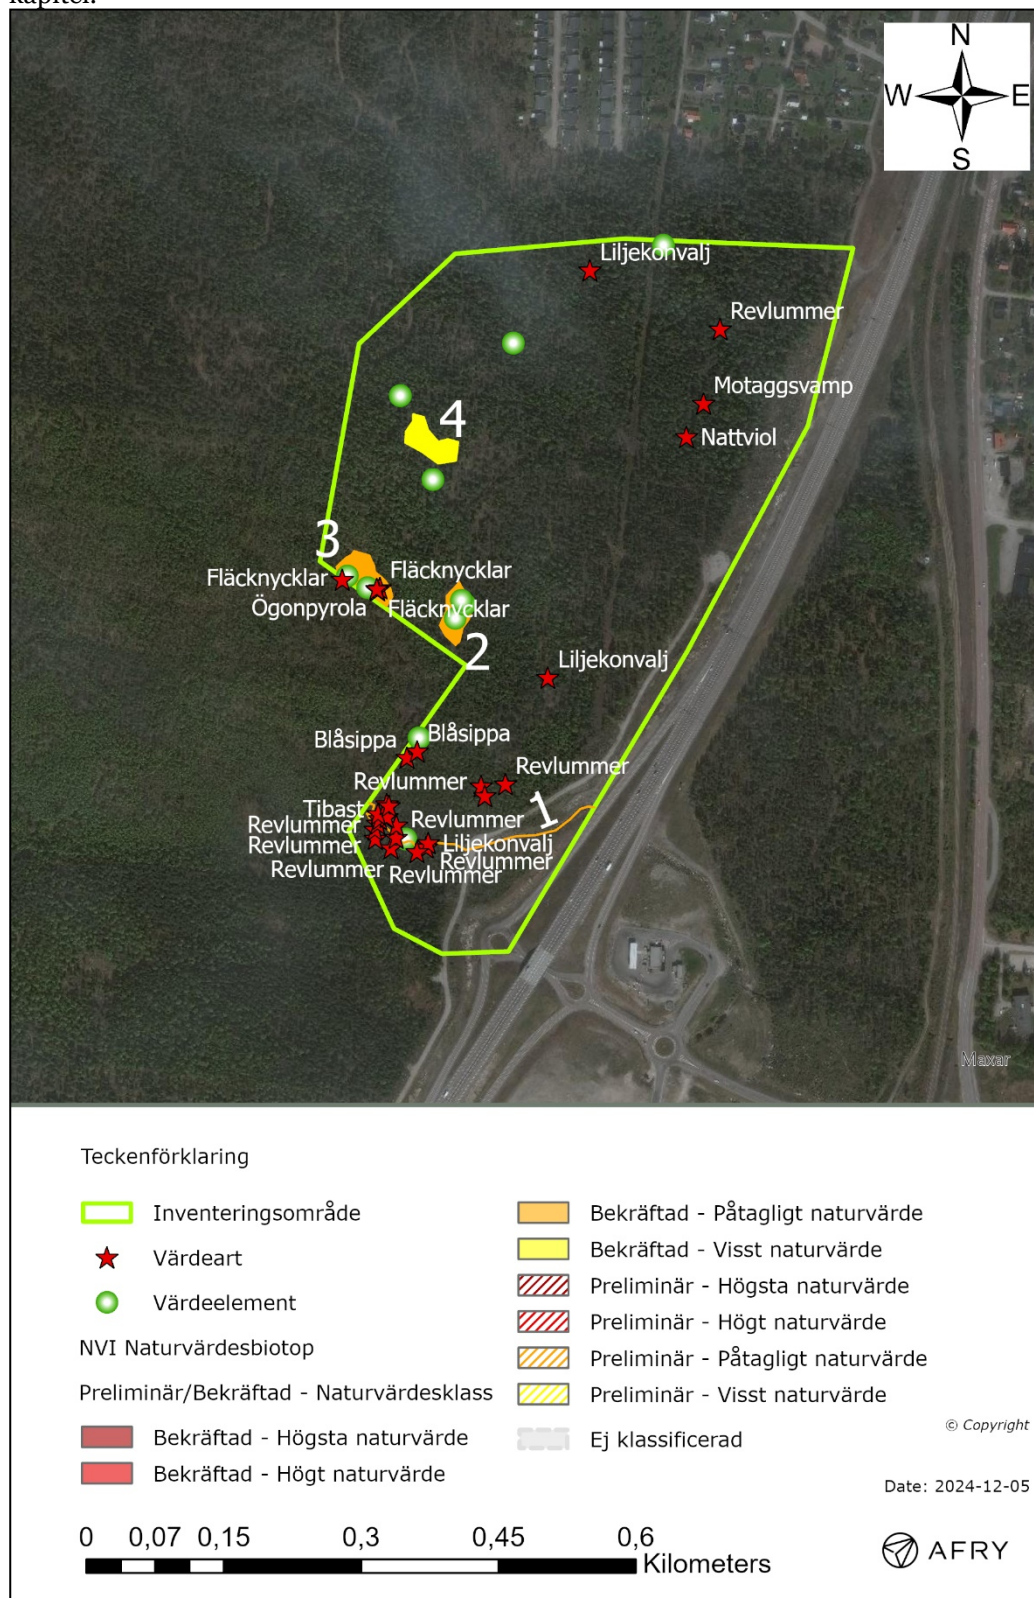 kapitel.
N
W E
S
Liljekonvalj
Revlummer
Motaggsvamp
Nattviol
4
3
Fläcknycklar
Fläcknycklar
Ögonpyrola
Fläcknycklar
2
Liljekonvalj
Blåsippa
Blåsippa
Revlummer
Revlummer
1
Tibast
Revlummer
Revlummer
Liljekonvalj
Revlummer
Revlummer
Revlummer
Revlummer
Maxar
Teckenförklaring
Inventeringsområde
Värdeart
Värdeelement
NVI Naturvärdesbiotop
Preliminär/Bekräftad - Naturvärdesklass
Bekräftad - Högsta naturvärde
Bekräftad - Högt naturvärde
Bekräftad - Påtagligt naturvärde
Bekräftad - Visst naturvärde
Preliminär - Högsta naturvärde
Preliminär - Högt naturvärde
Preliminär - Påtagligt naturvärde
Preliminär - Visst naturvärde
Ej klassificerad
© Copyright
Date: 2024-12-05
0 0,07 0,15 0,3 0,45 0,6
Kilometers
AFRY